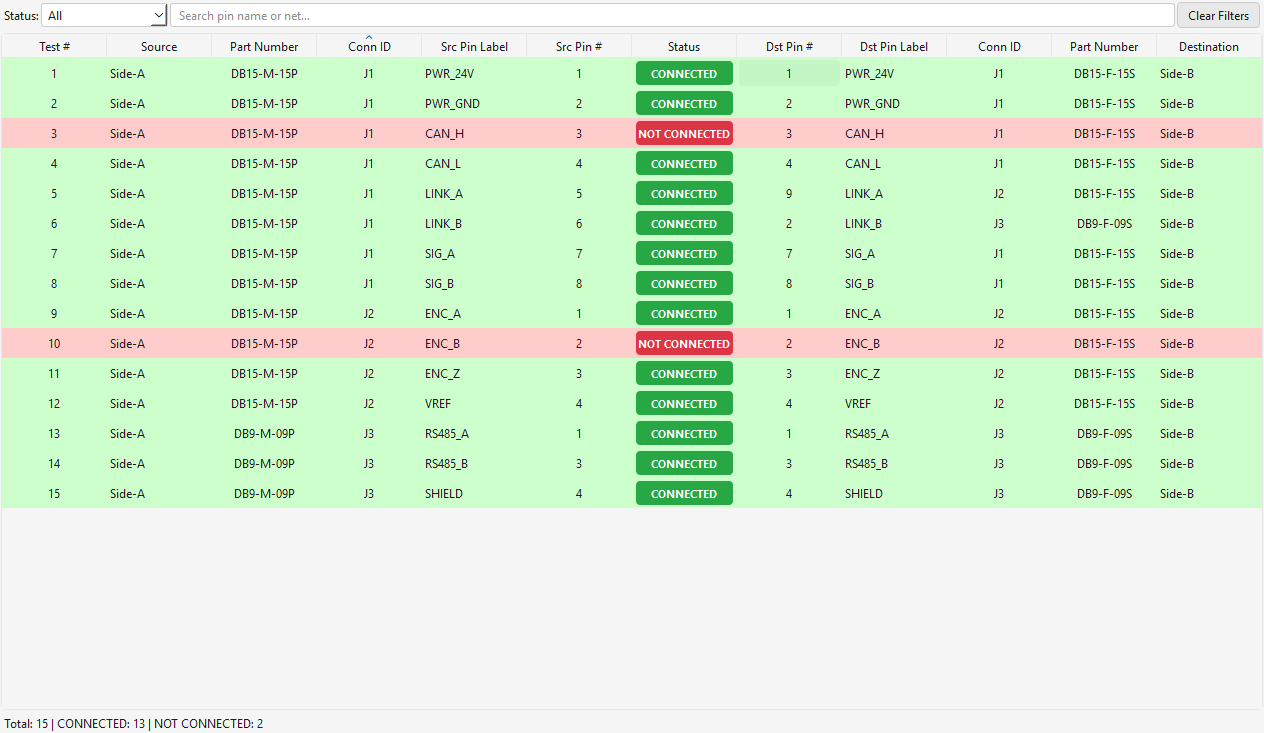 Status: All Search pin name or net... Clear Filters
Test # Source Part Number Conn ID Src Pin Label Src Pin # Status Dst Pin # Dst Pin Label Conn ID Part Number Destination
1 Side-A DB15-M-15P J1 PWR_24V 1 CONNECTED 1 PWR_24V J1 DB15-F-15S Side-B
2 Side-A DB15-M-15P J1 PWR_GND 2 CONNECTED 2 PWR_GND J1 DB15-F-15S Side-B
3 Side-A DB15-M-15P J1 CAN_H 3 NOT CONNECTED 3 CAN_H J1 DB15-F-15S Side-B
4 Side-A DB15-M-15P J1 CAN_L 4 CONNECTED 4 CAN_L J1 DB15-F-15S Side-B
5 Side-A DB15-M-15P J1 LINK_A 5 CONNECTED 9 LINK_A J2 DB15-F-15S Side-B
6 Side-A DB15-M-15P J1 LINK_B 6 CONNECTED 2 LINK_B J3 DB9-F-09S Side-B
7 Side-A DB15-M-15P J1 SIG_A 7 CONNECTED 7 SIG_A J1 DB15-F-15S Side-B
8 Side-A DB15-M-15P J1 SIG_B 8 CONNECTED 8 SIG_B J1 DB15-F-15S Side-B
9 Side-A DB15-M-15P J2 ENC_A 1 CONNECTED 1 ENC_A J2 DB15-F-15S Side-B
10 Side-A DB15-M-15P J2 ENC_B 2 NOT CONNECTED 2 ENC_B J2 DB15-F-15S Side-B
11 Side-A DB15-M-15P J2 ENC_Z 3 CONNECTED 3 ENC_Z J2 DB15-F-15S Side-B
12 Side-A DB15-M-15P J2 VREF 4 CONNECTED 4 VREF J2 DB15-F-15S Side-B
13 Side-A DB9-M-09P J3 RS485_A 1 CONNECTED 1 RS485_A J3 DB9-F-09S Side-B
14 Side-A DB9-M-09P J3 RS485_B 3 CONNECTED 3 RS485_B J3 DB9-F-09S Side-B
15 Side-A DB9-M-09P J3 SHIELD 4 CONNECTED 4 SHIELD J3 DB9-F-09S Side-B
Total: 15 | CONNECTED: 13 | NOT CONNECTED: 2